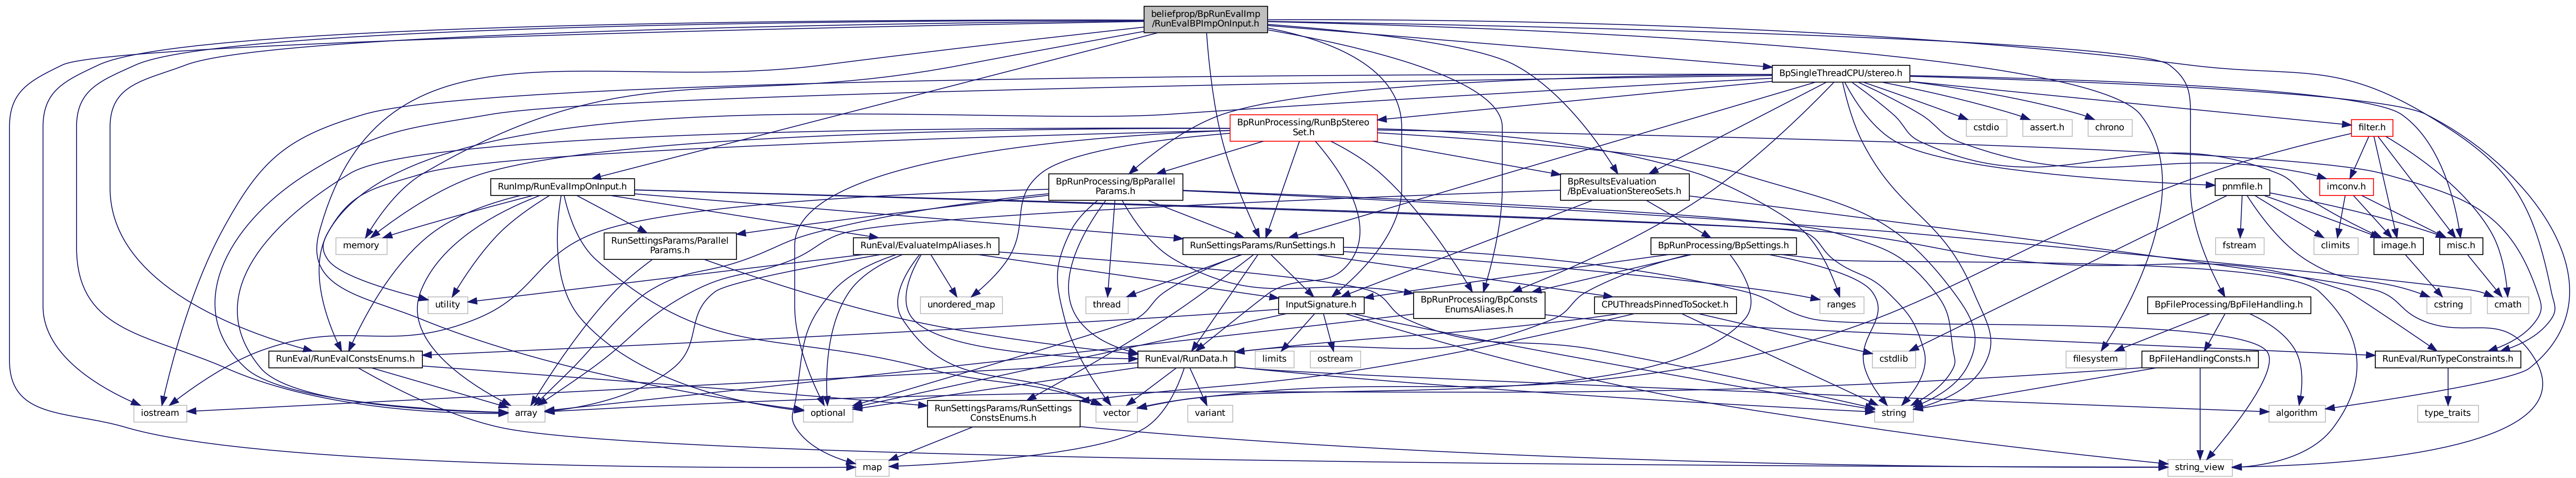 beliefprop/BpRunEvalImp
/RunEvalBPImpOnInput.h
BpSingleThreadCPU/stereo.h
BpRunProcessing/RunBpStereo
Set.h
cstdio
assert.h
chrono
filter.h
RunImp/RunEvalImpOnInput.h
BpRunProcessing/BpParallel
Params.h
BpResultsEvaluation
/BpEvaluationStereoSets.h
pnmfile.h
imconv.h
memory
RunSettingsParams/Parallel
Params.h
RunEval/EvaluateImpAliases.h
RunSettingsParams/RunSettings.h
BpRunProcessing/BpSettings.h
fstream
climits
image.h
misc.h
utility
unordered_map
thread
InputSignature.h
BpRunProcessing/BpConsts
EnumsAliases.h
CPUThreadsPinnedToSocket.h
ranges
BpFileProcessing/BpFileHandling.h
cstring
cmath
RunEval/RunEvalConstsEnums.h
RunEval/RunData.h
limits
ostream
cstdlib
filesystem
BpFileHandlingConsts.h
RunEval/RunTypeConstraints.h
iostream
array
optional
RunSettingsParams/RunSettings
ConstsEnums.h
vector
variant
string
algorithm
type_traits
map
string_view